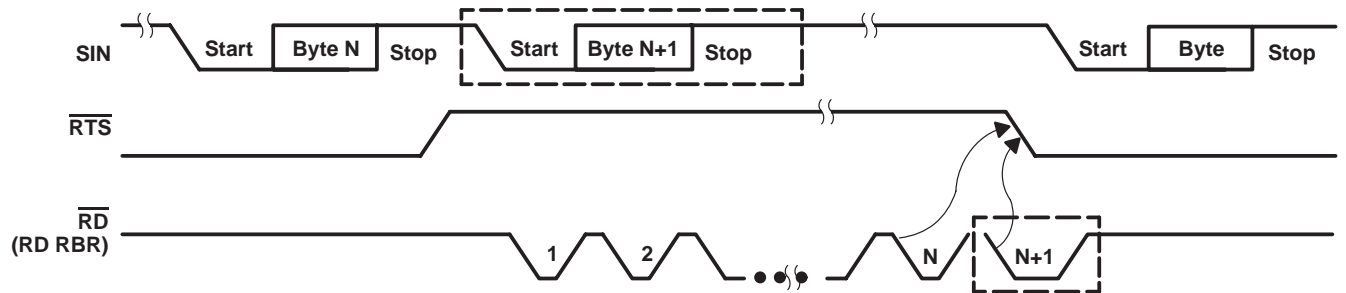 SIN
Start
Byte N
Stop
Start
Byte N+1
Stop
Start
Byte
Stop
RTS
RD
(RD RBR)
1
2
N
N+1